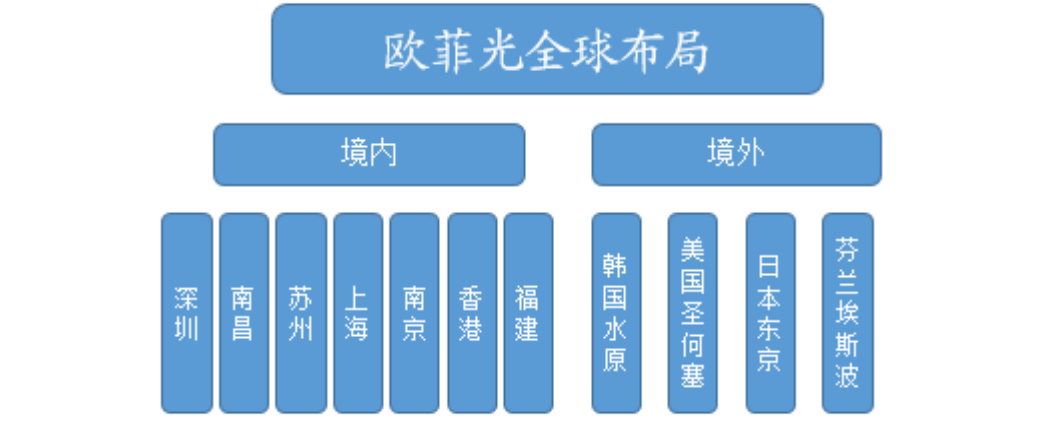 欧菲光全球布局
境内
境外
深圳
南昌
苏州
上海
南京
香港
福建
韩国水原
美国圣何塞
日本东京
芬兰埃斯波